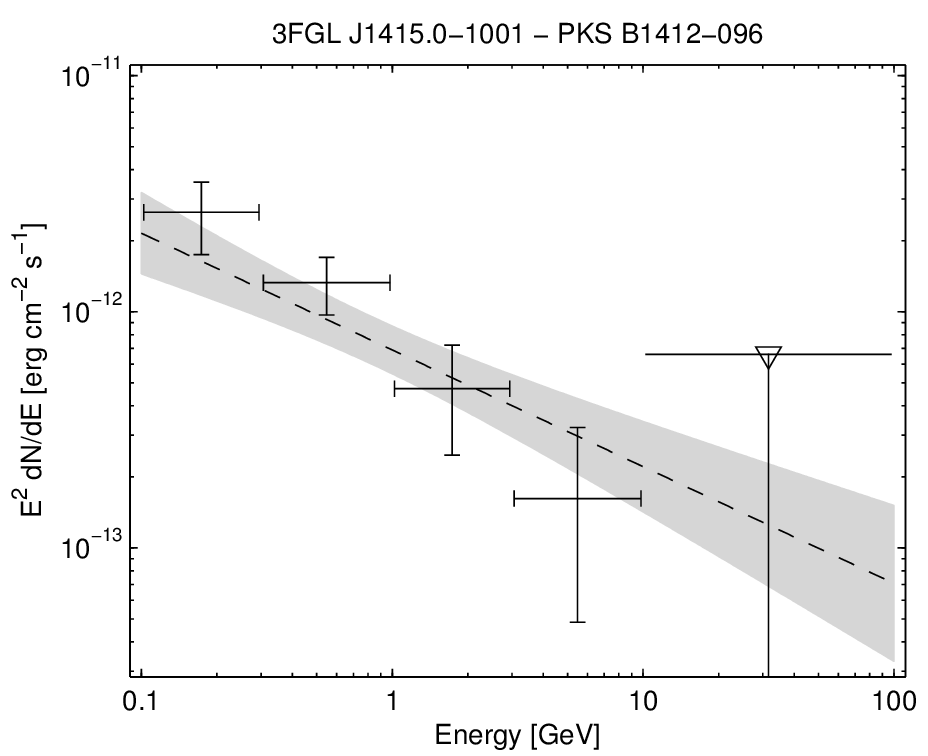 3FGL J1415.0−1001 − PKS B1412−096
10⁻¹¹
10⁻¹²
10⁻¹³
E² dN/dE [erg cm⁻² s⁻¹]
0.1 1 10 100
Energy [GeV]